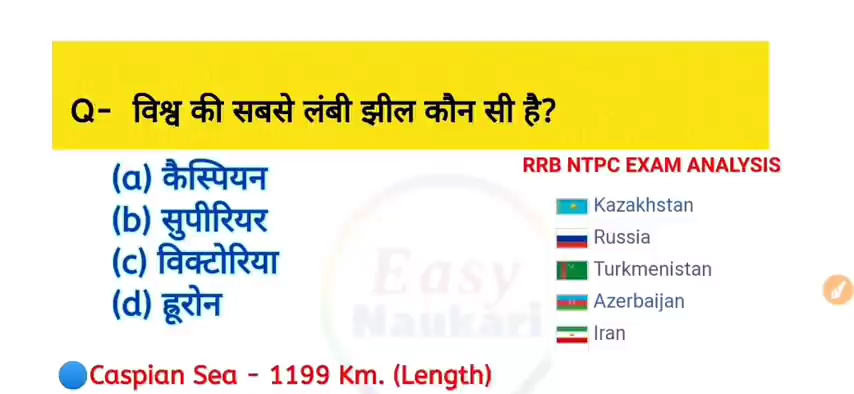 Q- विश्व की सबसे लंबी झील कौन सी है?
(a) कैस्पियन
(b) सुपीरियर
(c) विक्टोरिया
(d) हूरोन
RRB NTPC EXAM ANALYSIS
Kazakhstan
Russia
Turkmenistan
Azerbaijan
Iran
Easy
Naukari
Caspian Sea - 1199 Km. (Length)